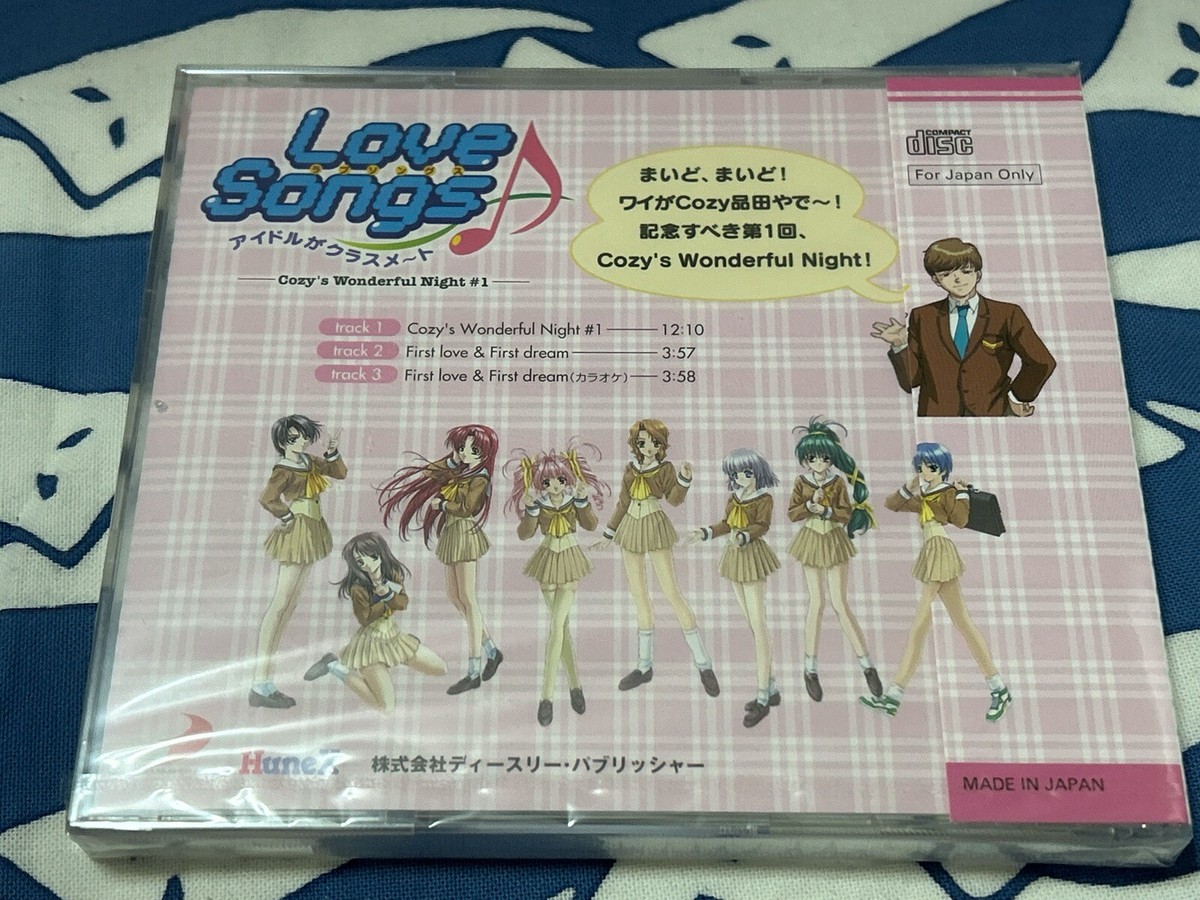 Love
ラブソングス
Songs
アイドルがクラスメ〜ト
Cozy's Wonderful Night #1
まいど、まいど!
ワイがCozy品田やで〜!
記念すべき第1回、
Cozy's Wonderful Night!
COMPACT
disc
For Japan Only
track 1 Cozy's Wonderful Night #1 12:10
track 2 First love & First dream 3:57
track 3 First love & First dream(カラオケ) 3:58
HuneX 株式会社ディースリー・パブリッシャー
MADE IN JAPAN